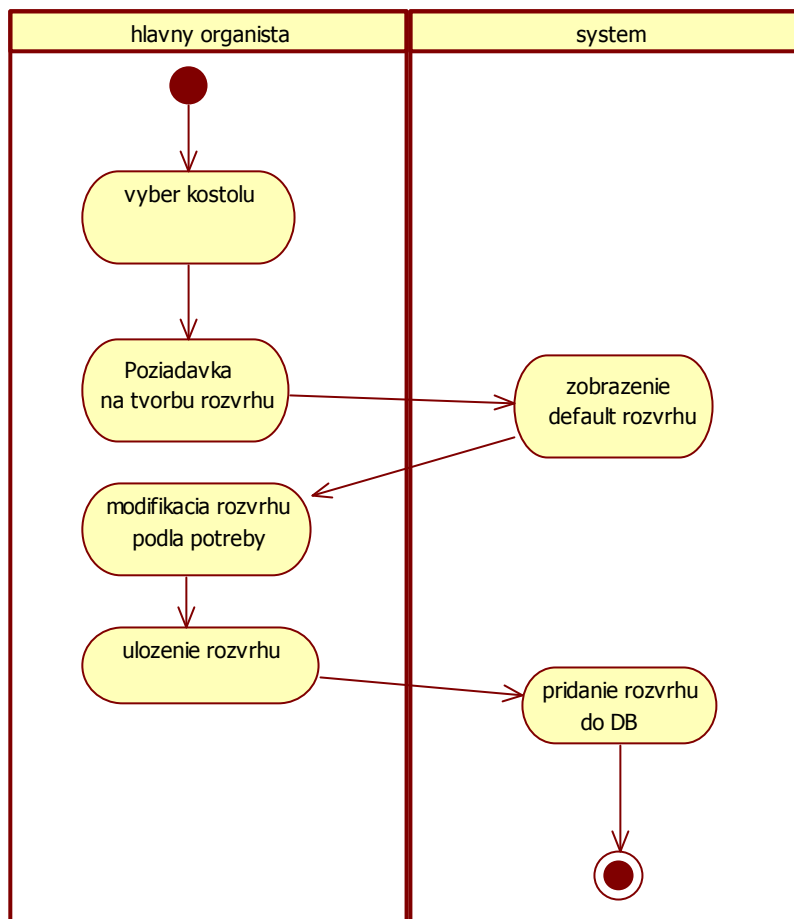 hlavny organista
system
vyber kostolu
Poziadavka
na tvorbu rozvrhu
zobrazenie
default rozvrhu
modifikacia rozvrhu
podla potreby
ulozenie rozvrhu
pridanie rozvrhu
do DB